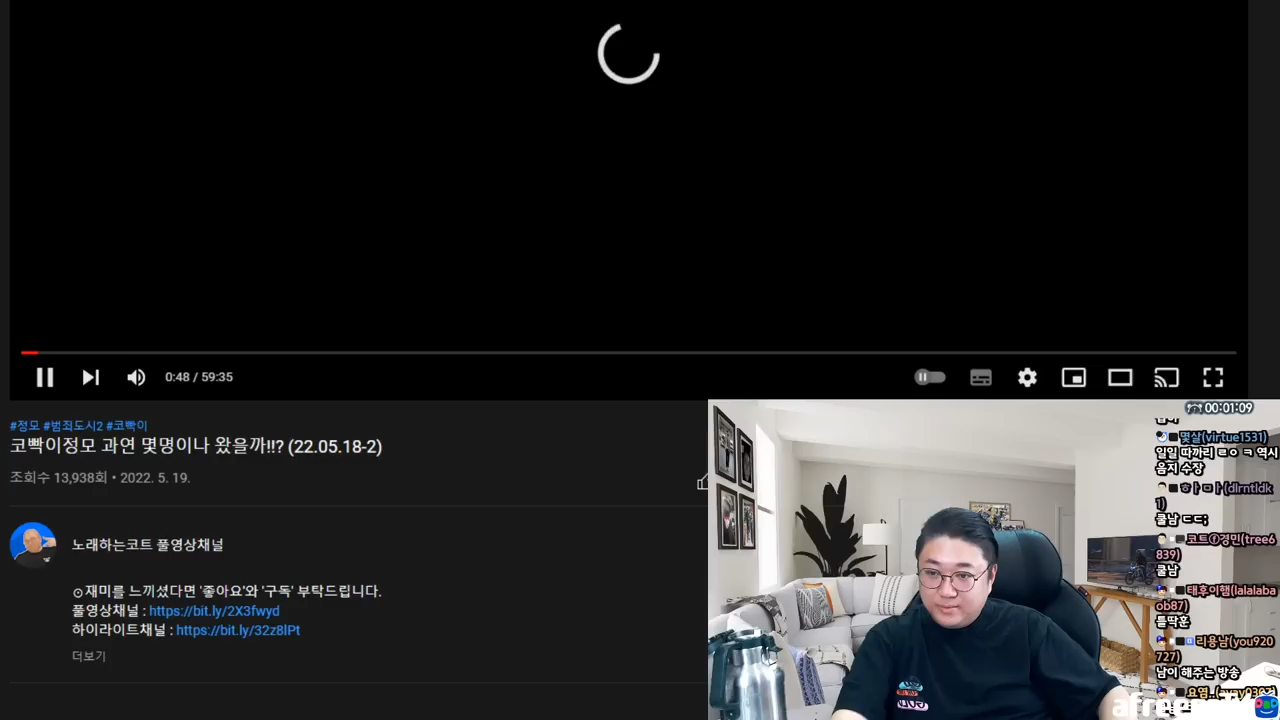 0:48 / 59:35
#정모 #범죄도시2 #코빡이
코빡이정모 과연 몇명이나 왔을까!!? (22.05.18-2)
조회수 13,938회 • 2022. 5. 19.
노래하는코트 풀영상채널
⊙재미를 느끼셨다면 '좋아요'와 '구독' 부탁드립니다.
풀영상채널 : https://bit.ly/2X3fwyd
하이라이트채널 : https://bit.ly/32z8lPt
더보기
00:01:09
몇살(virtue1531)
일일 따까리 ㄹㅇ ㅋ 역시
음지 수장
ㅎㅏㅁㅏ(dlrntldk
1)
쿨남 ㄷㄷ;
코트ⓕ경민(tree6
839)
쿨남
태후이햄(lalalaba
ob87)
틀딱훈
리용남(you920
727)
남이 해주는 방송